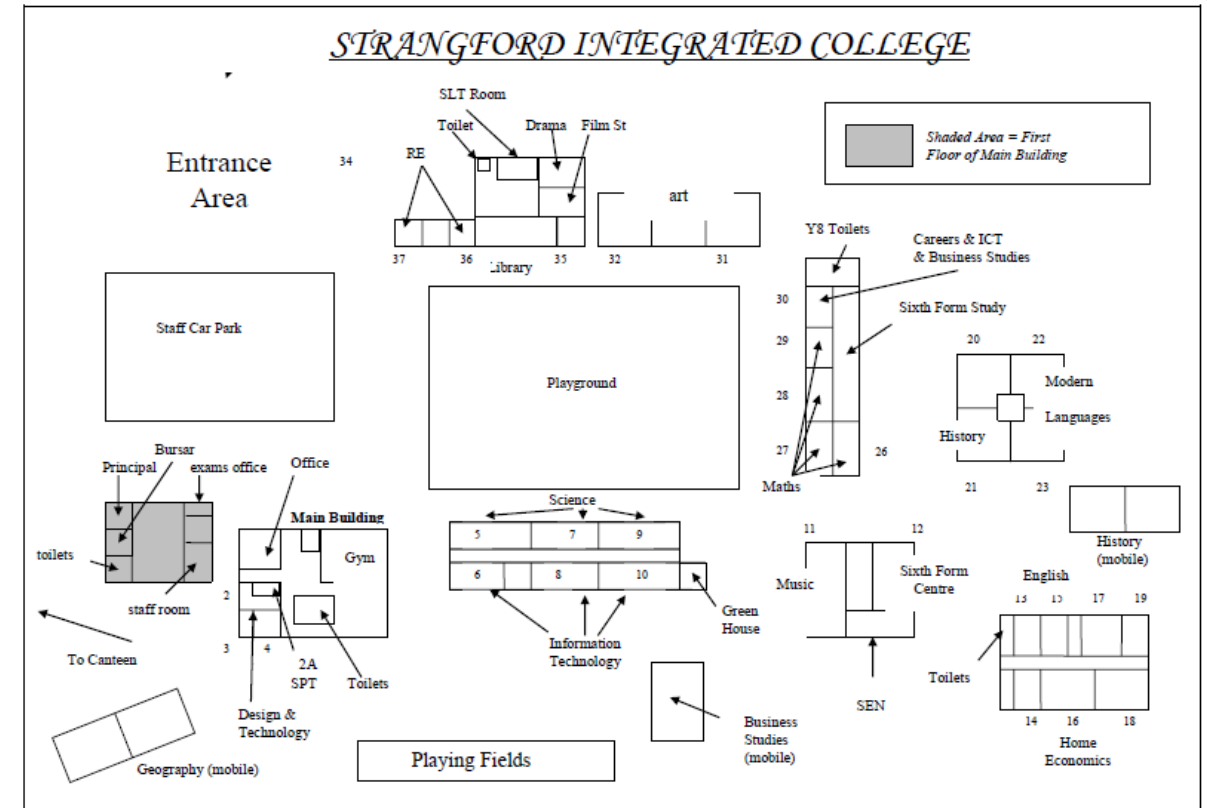 STRANGFORD INTEGRATED COLLEGE
SLT Room
Toilet
Drama
Film St
RE
Entrance
Area
34
Shaded Area = First
Floor of Main Building
art
37
36
Library
35
32
31
Y8 Toilets
Careers & ICT
& Business Studies
Sixth Form Study
30
29
28
27
26
Maths
Staff Car Park
Playground
20
22
Modern
Languages
History
21
23
History
(mobile)
Bursar
Principal
exams office
Office
toilets
staff room
Main Building
Gym
2
3
4
2A
SPT
Toilets
Design &
Technology
To Canteen
Geography (mobile)
Science
5
7
9
6
8
10
Information
Technology
Green
House
11
12
Music
Sixth Form
Centre
SEN
English
13
15
17
19
Toilets
14
16
18
Home
Economics
Business
Studies
(mobile)
Playing Fields